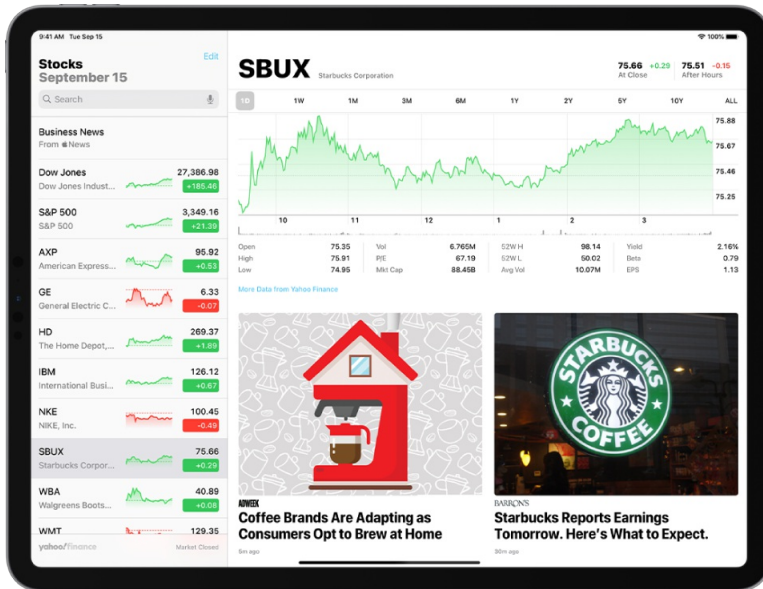 9:41 AM Tue Sep 15
100%
Edit
Stocks
September 15
Search
Business News
From News
Dow Jones
27,386.98
Dow Jones Indust...
+185.46
S&P 500
3,349.16
S&P 500
+21.39
AXP
95.92
American Express...
+0.53
GE
6.33
General Electric C...
-0.07
HD
269.37
The Home Depot,...
+1.89
IBM
126.12
International Busi...
+0.67
NKE
100.45
NIKE, Inc.
-0.49
SBUX
75.66
Starbucks Corpor...
+0.29
WBA
40.89
Walgreens Boots...
+0.08
WMT
129.35
yahoo!finance
Market Closed
SBUX Starbucks Corporation
75.66 +0.29
At Close
75.51 -0.15
After Hours
1D 1W 1M 3M 6M 1Y 2Y 5Y 10Y ALL
75.88
75.67
75.46
75.25
10 11 12 1 2 3
Open 75.35 Vol 6.765M 52W H 98.14 Yield 2.16%
High 75.91 P/E 67.19 52W L 50.02 Beta 0.79
Low 74.95 Mkt Cap 88.45B Avg Vol 10.07M EPS 1.13
More Data from Yahoo Finance
ADWEEK
Coffee Brands Are Adapting as
Consumers Opt to Brew at Home
6m ago
STARBUCKS
COFFEE
BARRON'S
Starbucks Reports Earnings
Tomorrow. Here's What to Expect.
30m ago